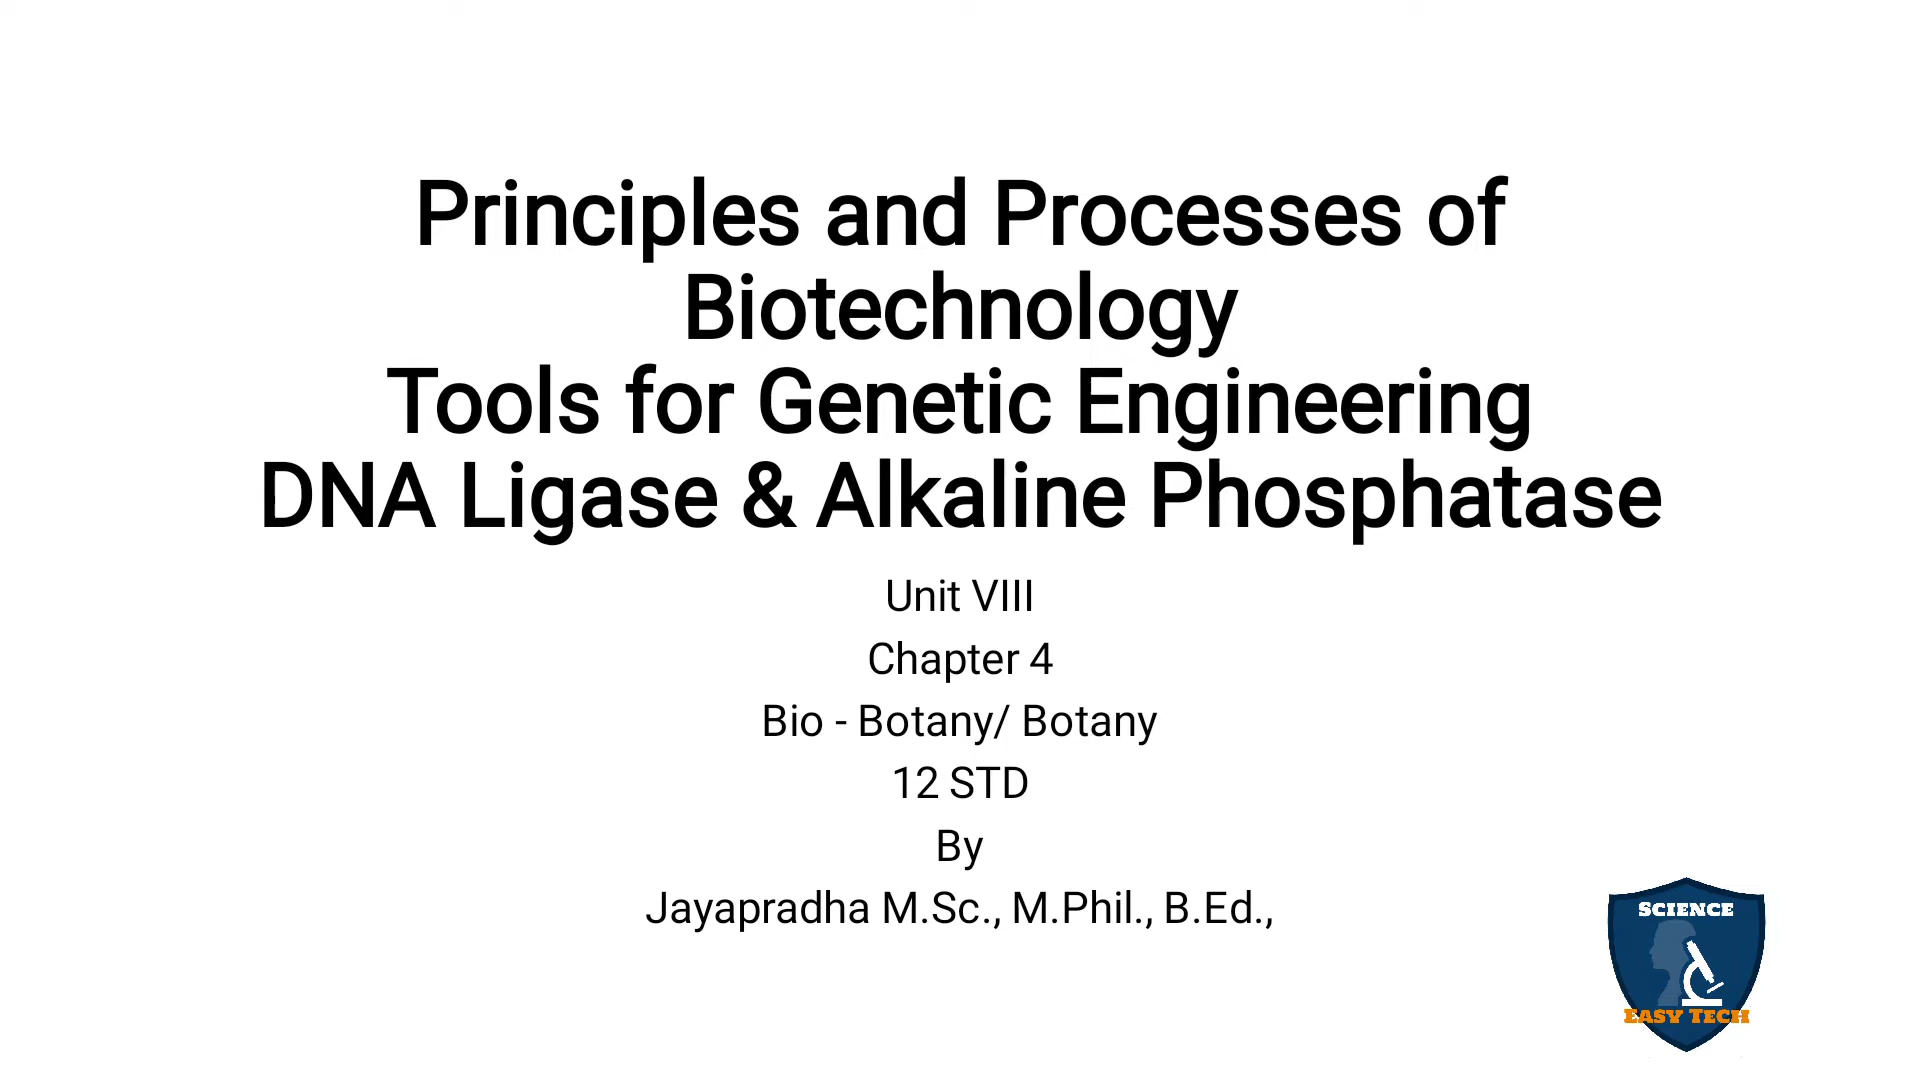 Principles and Processes of
Biotechnology
Tools for Genetic Engineering
DNA Ligase & Alkaline Phosphatase
Unit VIII
Chapter 4
Bio - Botany/ Botany
12 STD
By
Jayapradha M.Sc., M.Phil., B.Ed.,
SCIENCE
EASY TECH